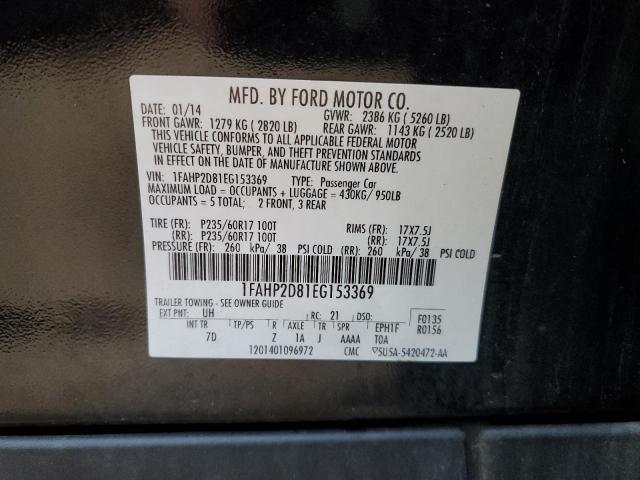 MFD. BY FORD MOTOR CO.
DATE: 01/14 GVWR: 2386 KG ( 5260 LB)
FRONT GAWR: 1279 KG ( 2820 LB) REAR GAWR: 1143 KG ( 2520 LB)
THIS VEHICLE CONFORMS TO ALL APPLICABLE FEDERAL MOTOR
VEHICLE SAFETY, BUMPER, AND THEFT PREVENTION STANDARDS
IN EFFECT ON THE DATE OF MANUFACTURE SHOWN ABOVE.
VIN: 1FAHP2D81EG153369 TYPE: Passenger Car
MAXIMUM LOAD = OCCUPANTS + LUGGAGE = 430KG/ 950LB
OCCUPANTS = 5 TOTAL; 2 FRONT, 3 REAR
TIRE (FR): P235/60R17 100T RIMS (FR): 17X7.5J
(RR): P235/60R17 100T (RR): 17X7.5J
PRESSURE (FR): 260 kPa/ 38 PSI COLD (RR): 260 kPa/ 38 PSI COLD
1FAHP2D81EG153369
TRAILER TOWING - SEE OWNER GUIDE
EXT PNT: UH RC: 21 DSO: F0135
R0156
INT TR TP/PS R AXLE TR SPR EPH1F
7D Z 1A J AAAA T0A
1201401096972 CMC 5U5A-5420472-AA